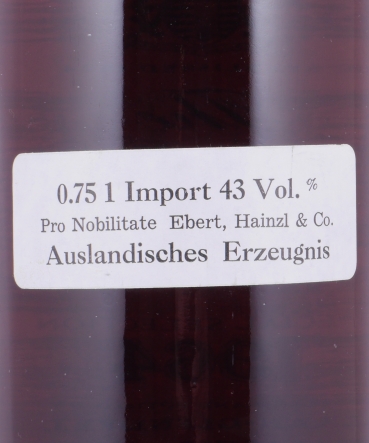 0.75 l Import 43 Vol. %
Pro Nobilitate Ebert, Hainzl & Co.
Auslandisches Erzeugnis